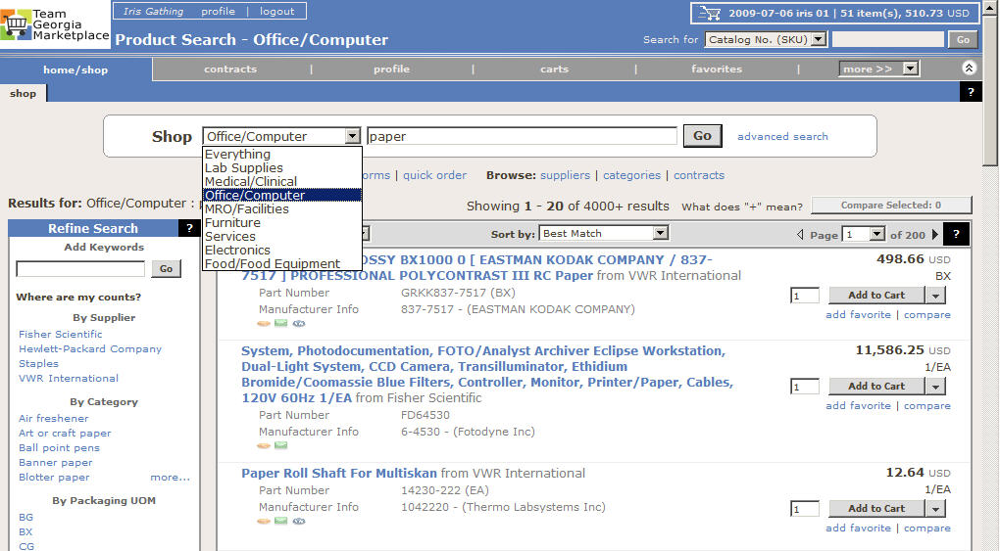 Team
Georgia
Marketplace
Iris Gathing profile | logout
2009-07-06 iris 01 | 51 item(s), 510.73 USD
Product Search - Office/Computer
Search for Catalog No. (SKU) Go
home/shop contracts | profile | carts | favorites | more >>
shop ?
Shop Office/Computer paper Go advanced search
Everything
Lab Supplies
Medical/Clinical
Office/Computer
MRO/Facilities
Furniture
Services
Electronics
Food/Food Equipment
orms | quick order Browse: suppliers | categories | contracts
Results for: Office/Computer :
Showing 1 - 20 of 4000+ results What does "+" mean? Compare Selected: 0
Refine Search ?
Add Keywords
Go
Where are my counts?
By Supplier
Fisher Scientific
Hewlett-Packard Company
Staples
VWR International
By Category
Air freshener
Art or craft paper
Ball point pens
Banner paper
Blotter paper more...
By Packaging UOM
BG
BX
CG
Sort by: Best Match Page 1 of 200 ?
OSSY BX1000 0 [ EASTMAN KODAK COMPANY / 837-
7517 ] PROFESSIONAL POLYCONTRAST III RC Paper from VWR International
498.66 USD
BX
Part Number GRKK837-7517 (BX)
Manufacturer Info 837-7517 - (EASTMAN KODAK COMPANY)
1 Add to Cart
add favorite | compare
System, Photodocumentation, FOTO/Analyst Archiver Eclipse Workstation,
Dual-Light System, CCD Camera, Transilluminator, Ethidium
Bromide/Coomassie Blue Filters, Controller, Monitor, Printer/Paper, Cables,
120V 60Hz 1/EA from Fisher Scientific
11,586.25 USD
1/EA
Part Number FD64530
Manufacturer Info 6-4530 - (Fotodyne Inc)
1 Add to Cart
add favorite | compare
Paper Roll Shaft For Multiskan from VWR International
12.64 USD
1/EA
Part Number 14230-222 (EA)
Manufacturer Info 1042220 - (Thermo Labsystems Inc)
1 Add to Cart
add favorite | compare